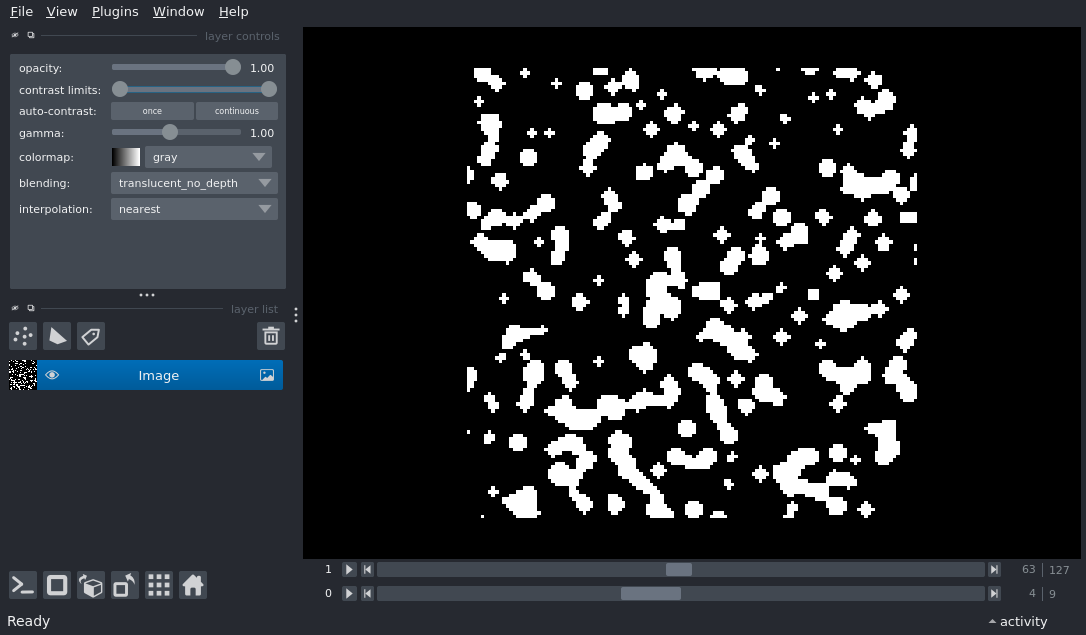 File View Plugins Window Help
layer controls
opacity: 1.00
contrast limits:
auto-contrast: once continuous
gamma: 1.00
colormap: gray
blending: translucent_no_depth
interpolation: nearest
layer list
Image
1 63 127
0 4 9
Ready activity